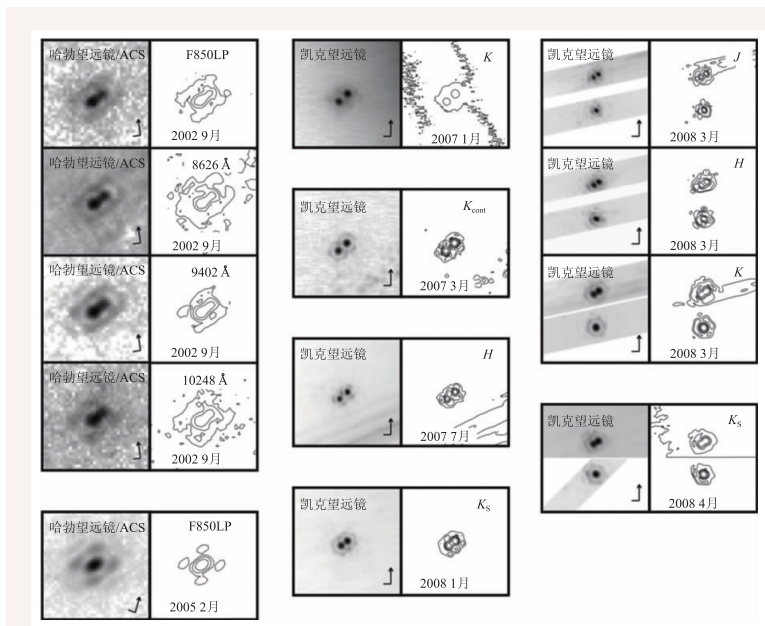 哈勃望远镜/ACS
F850LP
2002 9月
哈勃望远镜/ACS
8626 Å
2002 9月
哈勃望远镜/ACS
9402 Å
2002 9月
哈勃望远镜/ACS
10248 Å
2002 9月
哈勃望远镜/ACS
F850LP
2005 2月
凯克望远镜
K
2007 1月
凯克望远镜
Kcont
2007 3月
凯克望远镜
H
2007 7月
凯克望远镜
KS
2008 1月
凯克望远镜
J
2008 3月
凯克望远镜
H
2008 3月
凯克望远镜
K
2008 3月
凯克望远镜
KS
2008 4月